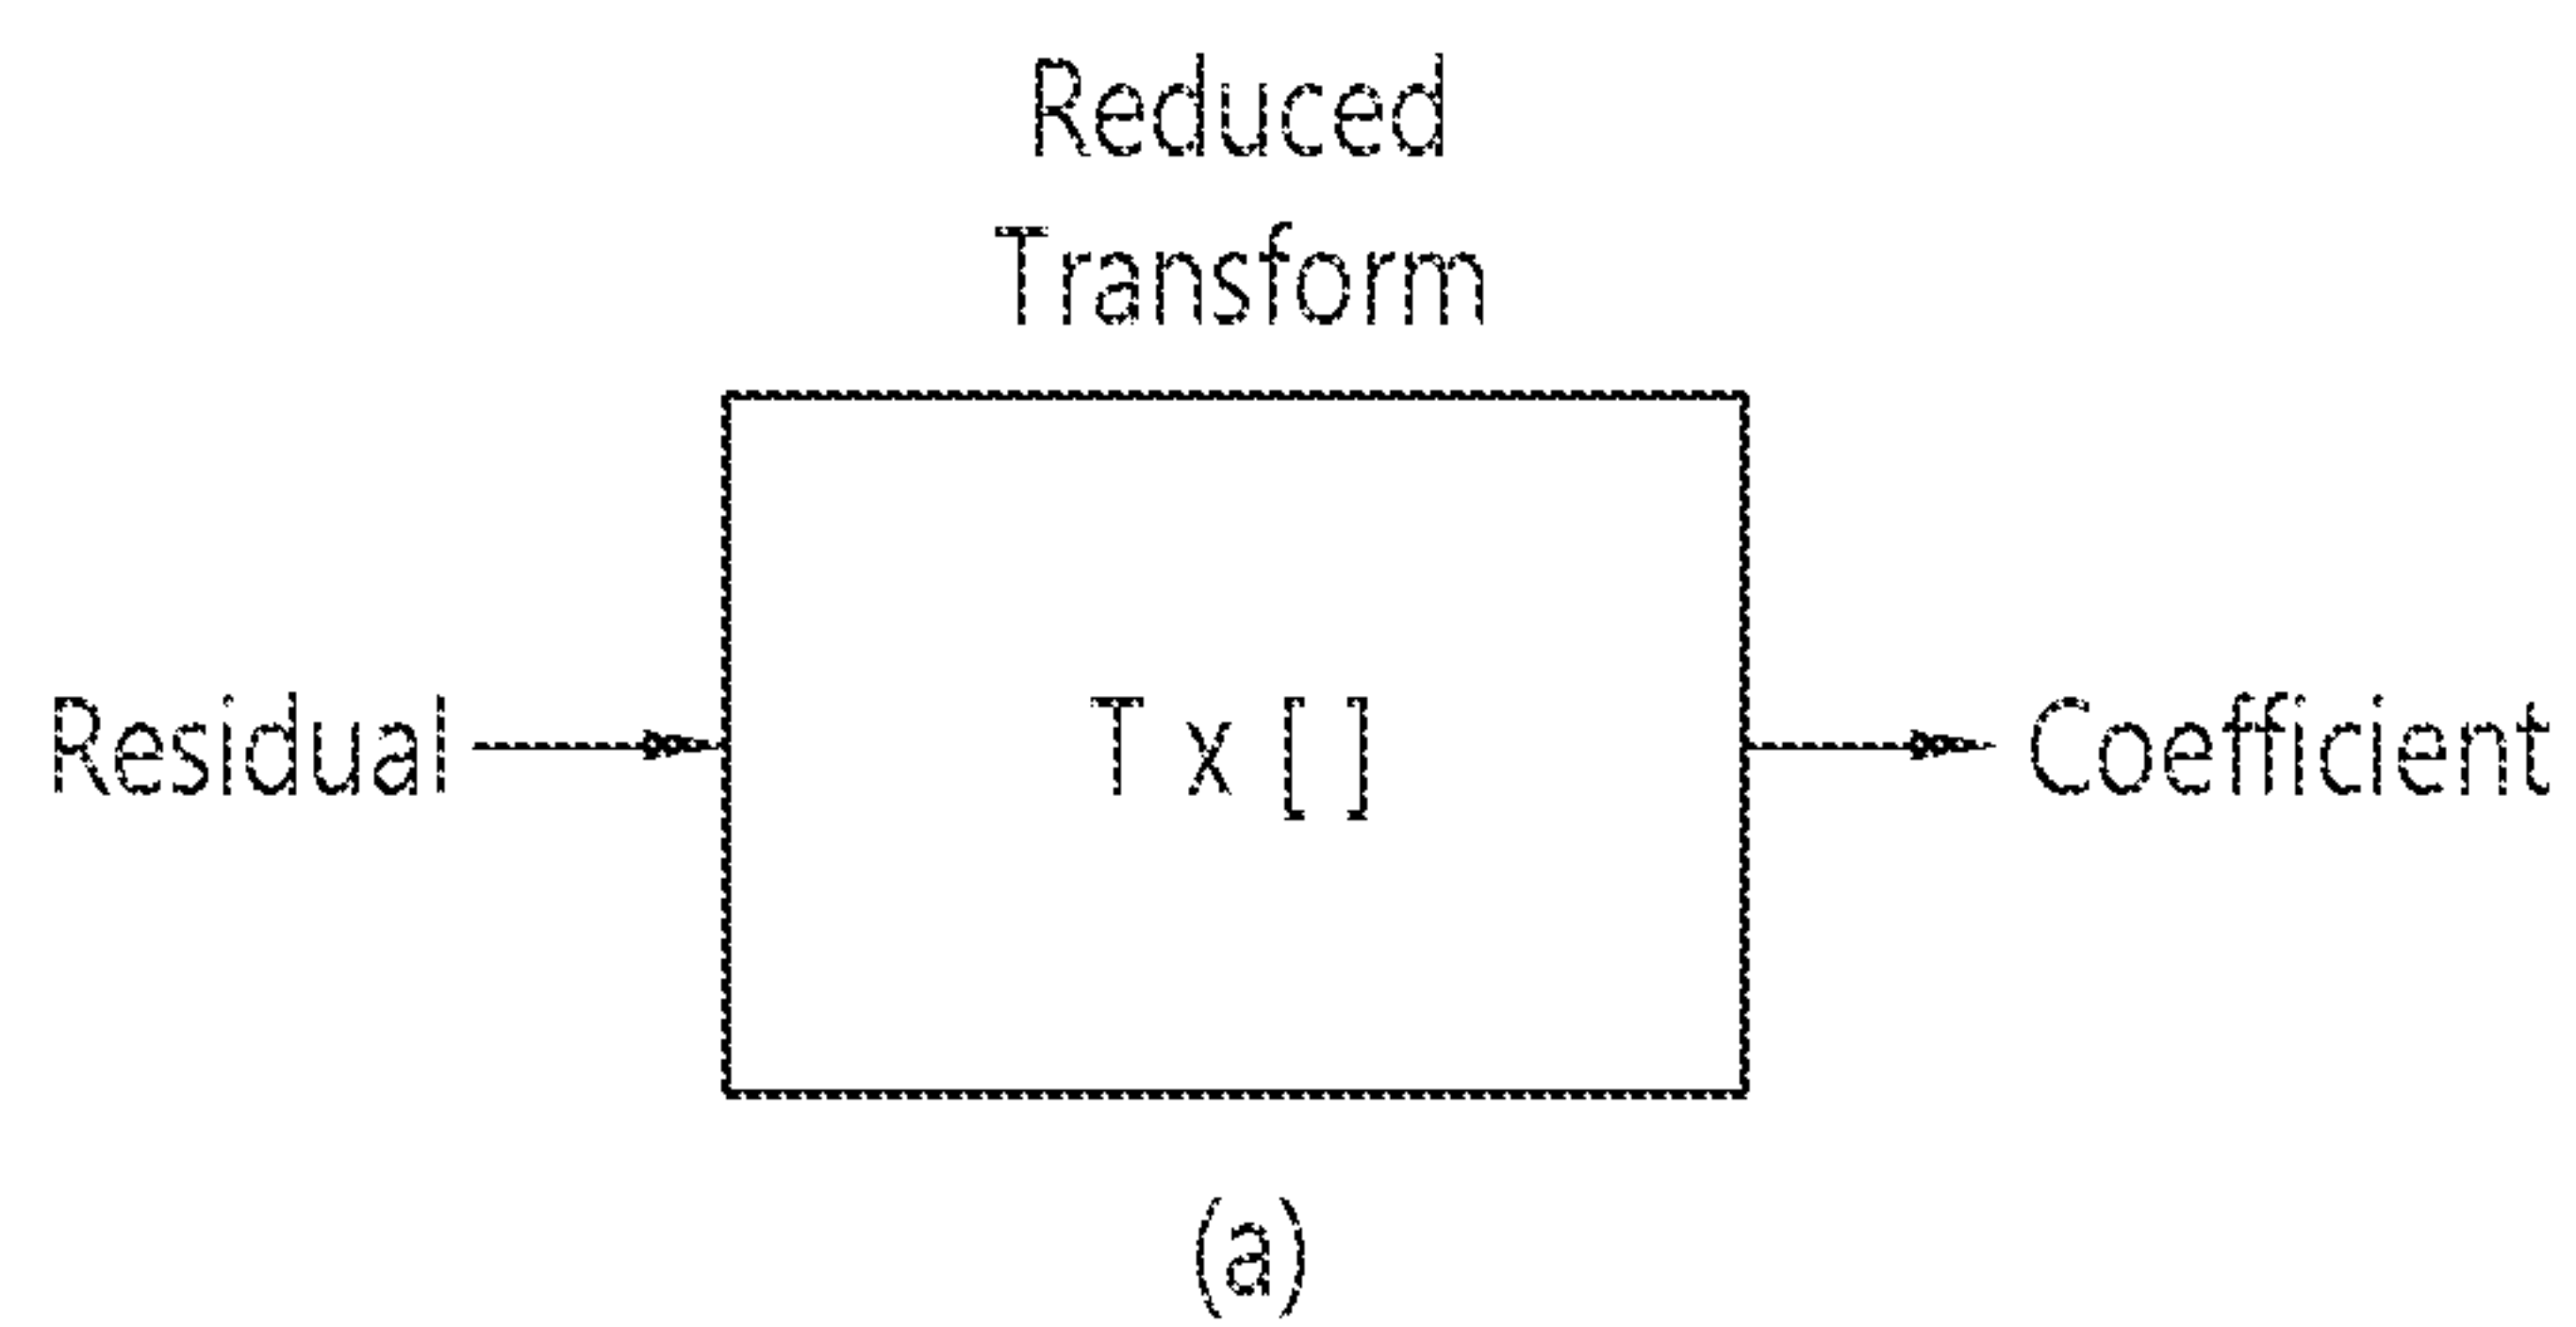 Reduced
Transform
Residual
T x [ ]
Coefficient
(a)